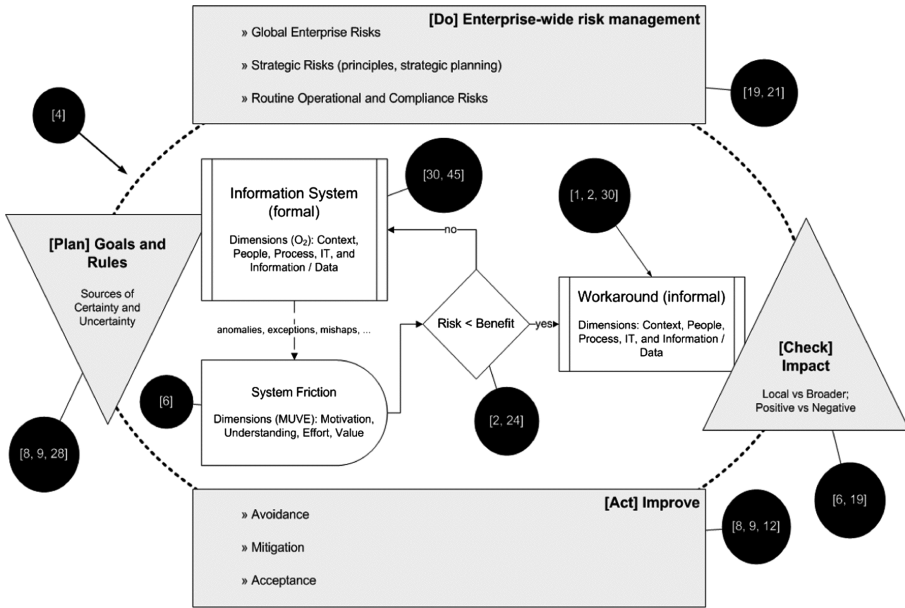 [Do] Enterprise-wide risk management
» Global Enterprise Risks
» Strategic Risks (principles, strategic planning)
» Routine Operational and Compliance Risks
[19, 21]
[4]
[30, 45]
[1, 2, 30]
Information System
(formal)
Dimensions (O₂): Context,
People, Process, IT, and
Information / Data
no
[Plan] Goals and
Rules
Sources of
Certainty and
Uncertainty
anomalies, exceptions, mishaps, ...
Risk < Benefit
yes
Workaround (informal)
Dimensions: Context, People,
Process, IT, and Information /
Data
[Check]
Impact
Local vs Broader;
Positive vs Negative
System Friction
Dimensions (MUVE): Motivation,
Understanding, Effort, Value
[6]
[2, 24]
[8, 9, 28]
[6, 19]
[Act] Improve
» Avoidance
» Mitigation
» Acceptance
[8, 9, 12]